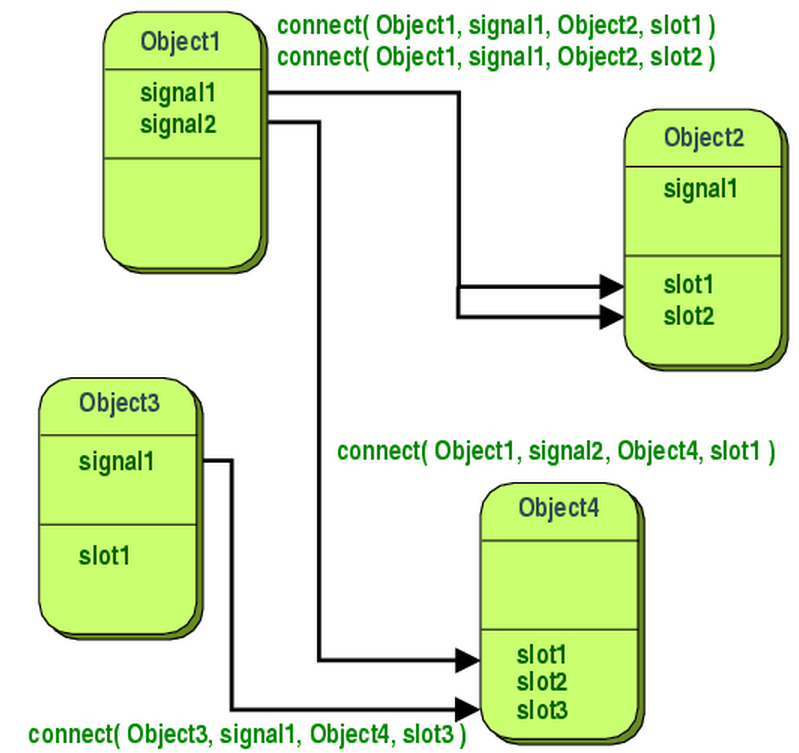 Object1
signal1
signal2
connect( Object1, signal1, Object2, slot1 )
connect( Object1, signal1, Object2, slot2 )
Object2
signal1
slot1
slot2
Object3
signal1
slot1
connect( Object1, signal2, Object4, slot1 )
Object4
slot1
slot2
slot3
connect( Object3, signal1, Object4, slot3 )